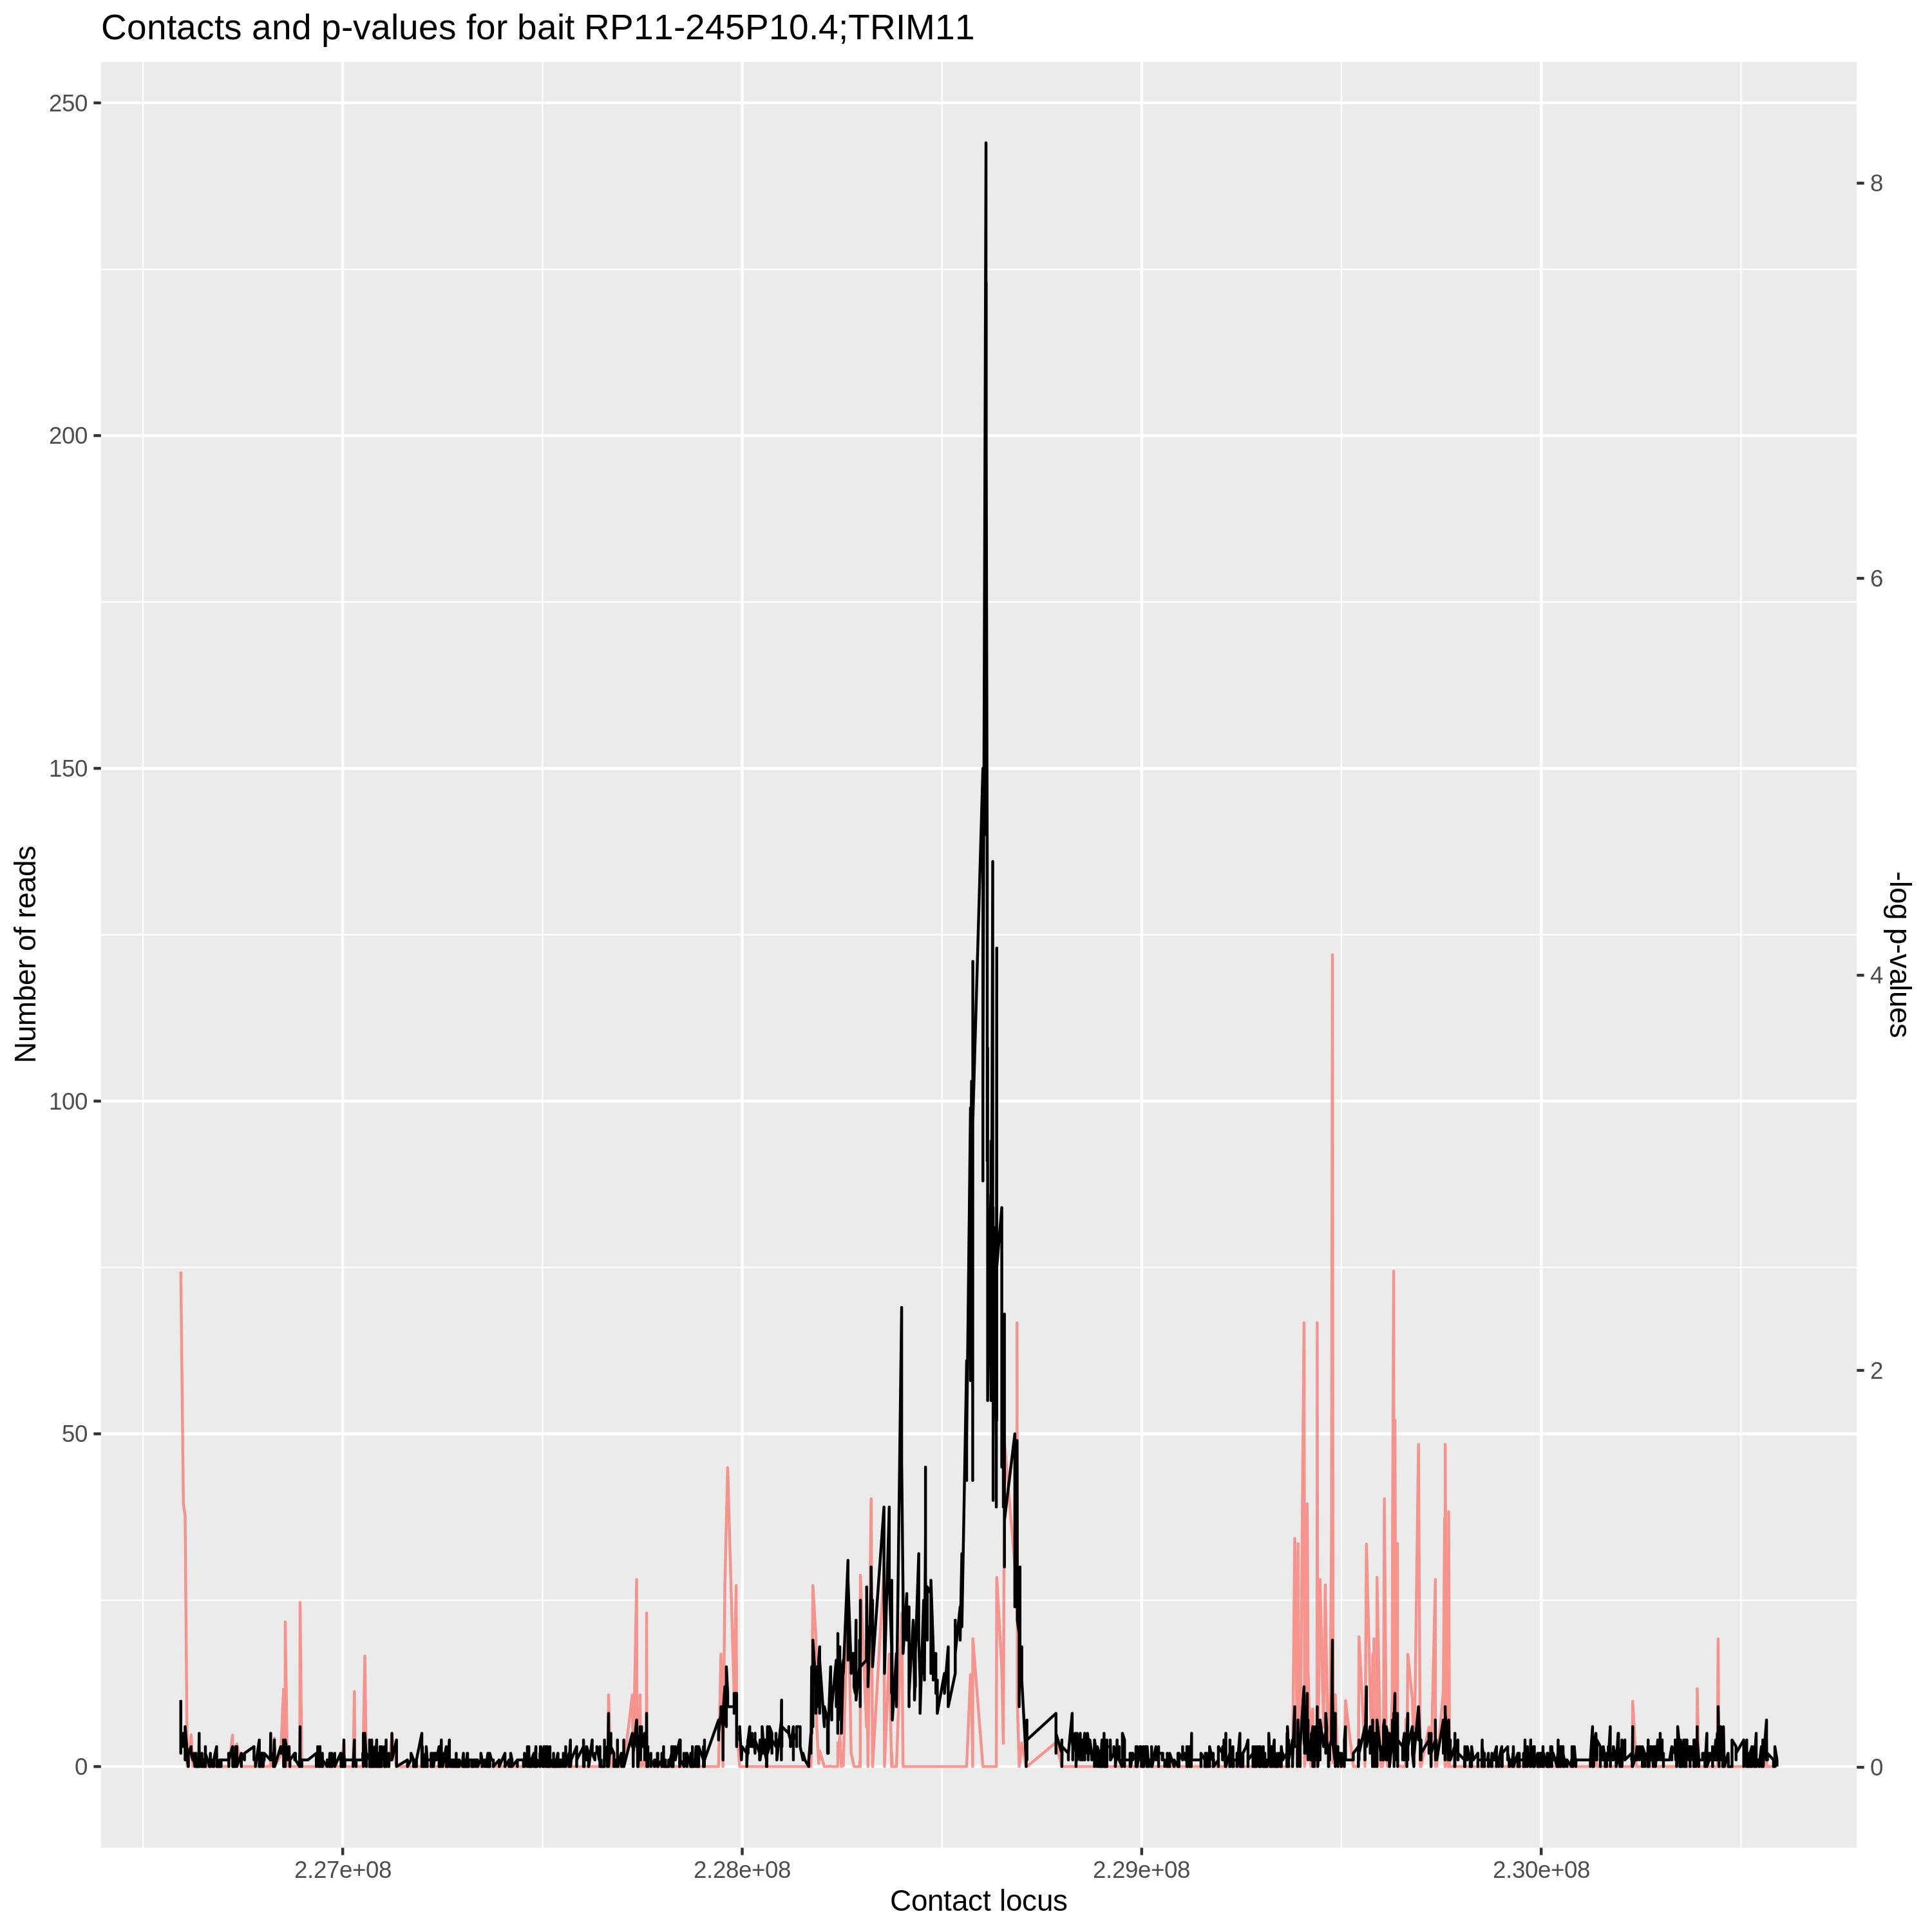 Contacts and p-values for bait RP11-245P10.4;TRIM11
250
200
150
100
50
0
Number of reads
8
6
4
2
0
-log p-values
2.27e+08
2.28e+08
2.29e+08
2.30e+08
Contact locus